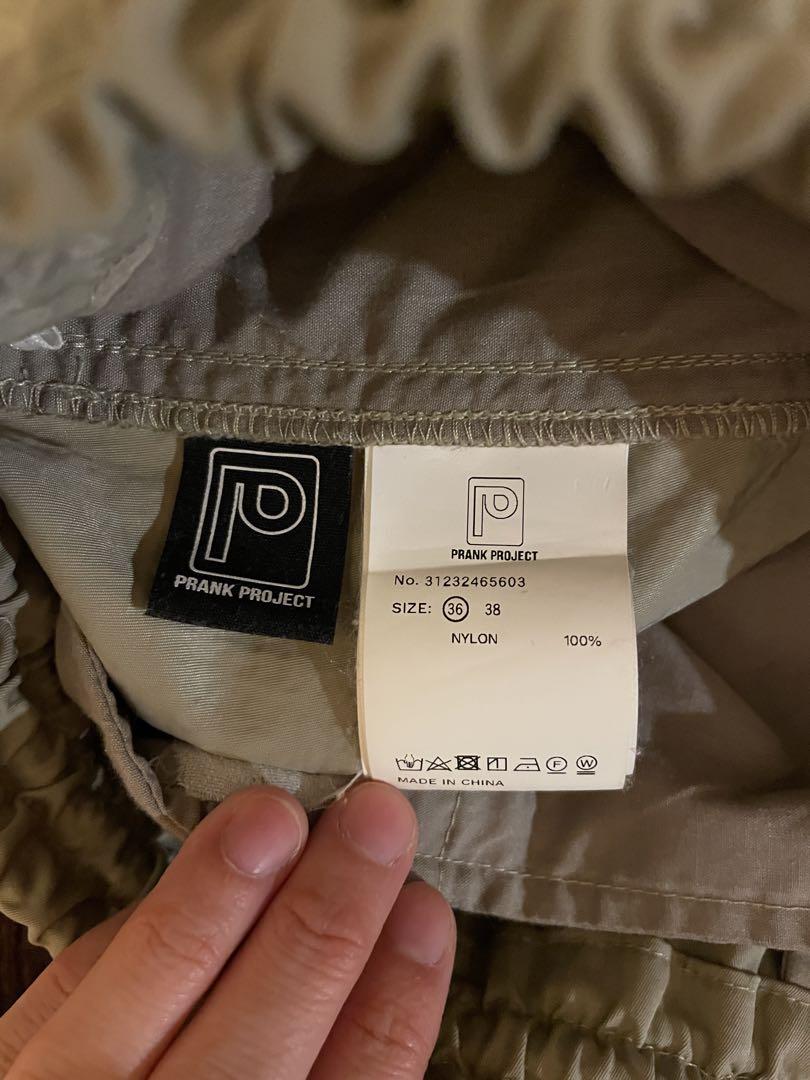 PRANK PROJECT
PRANK PROJECT
No. 31232465603
SIZE: 36 38
NYLON 100%
F W
MADE IN CHINA